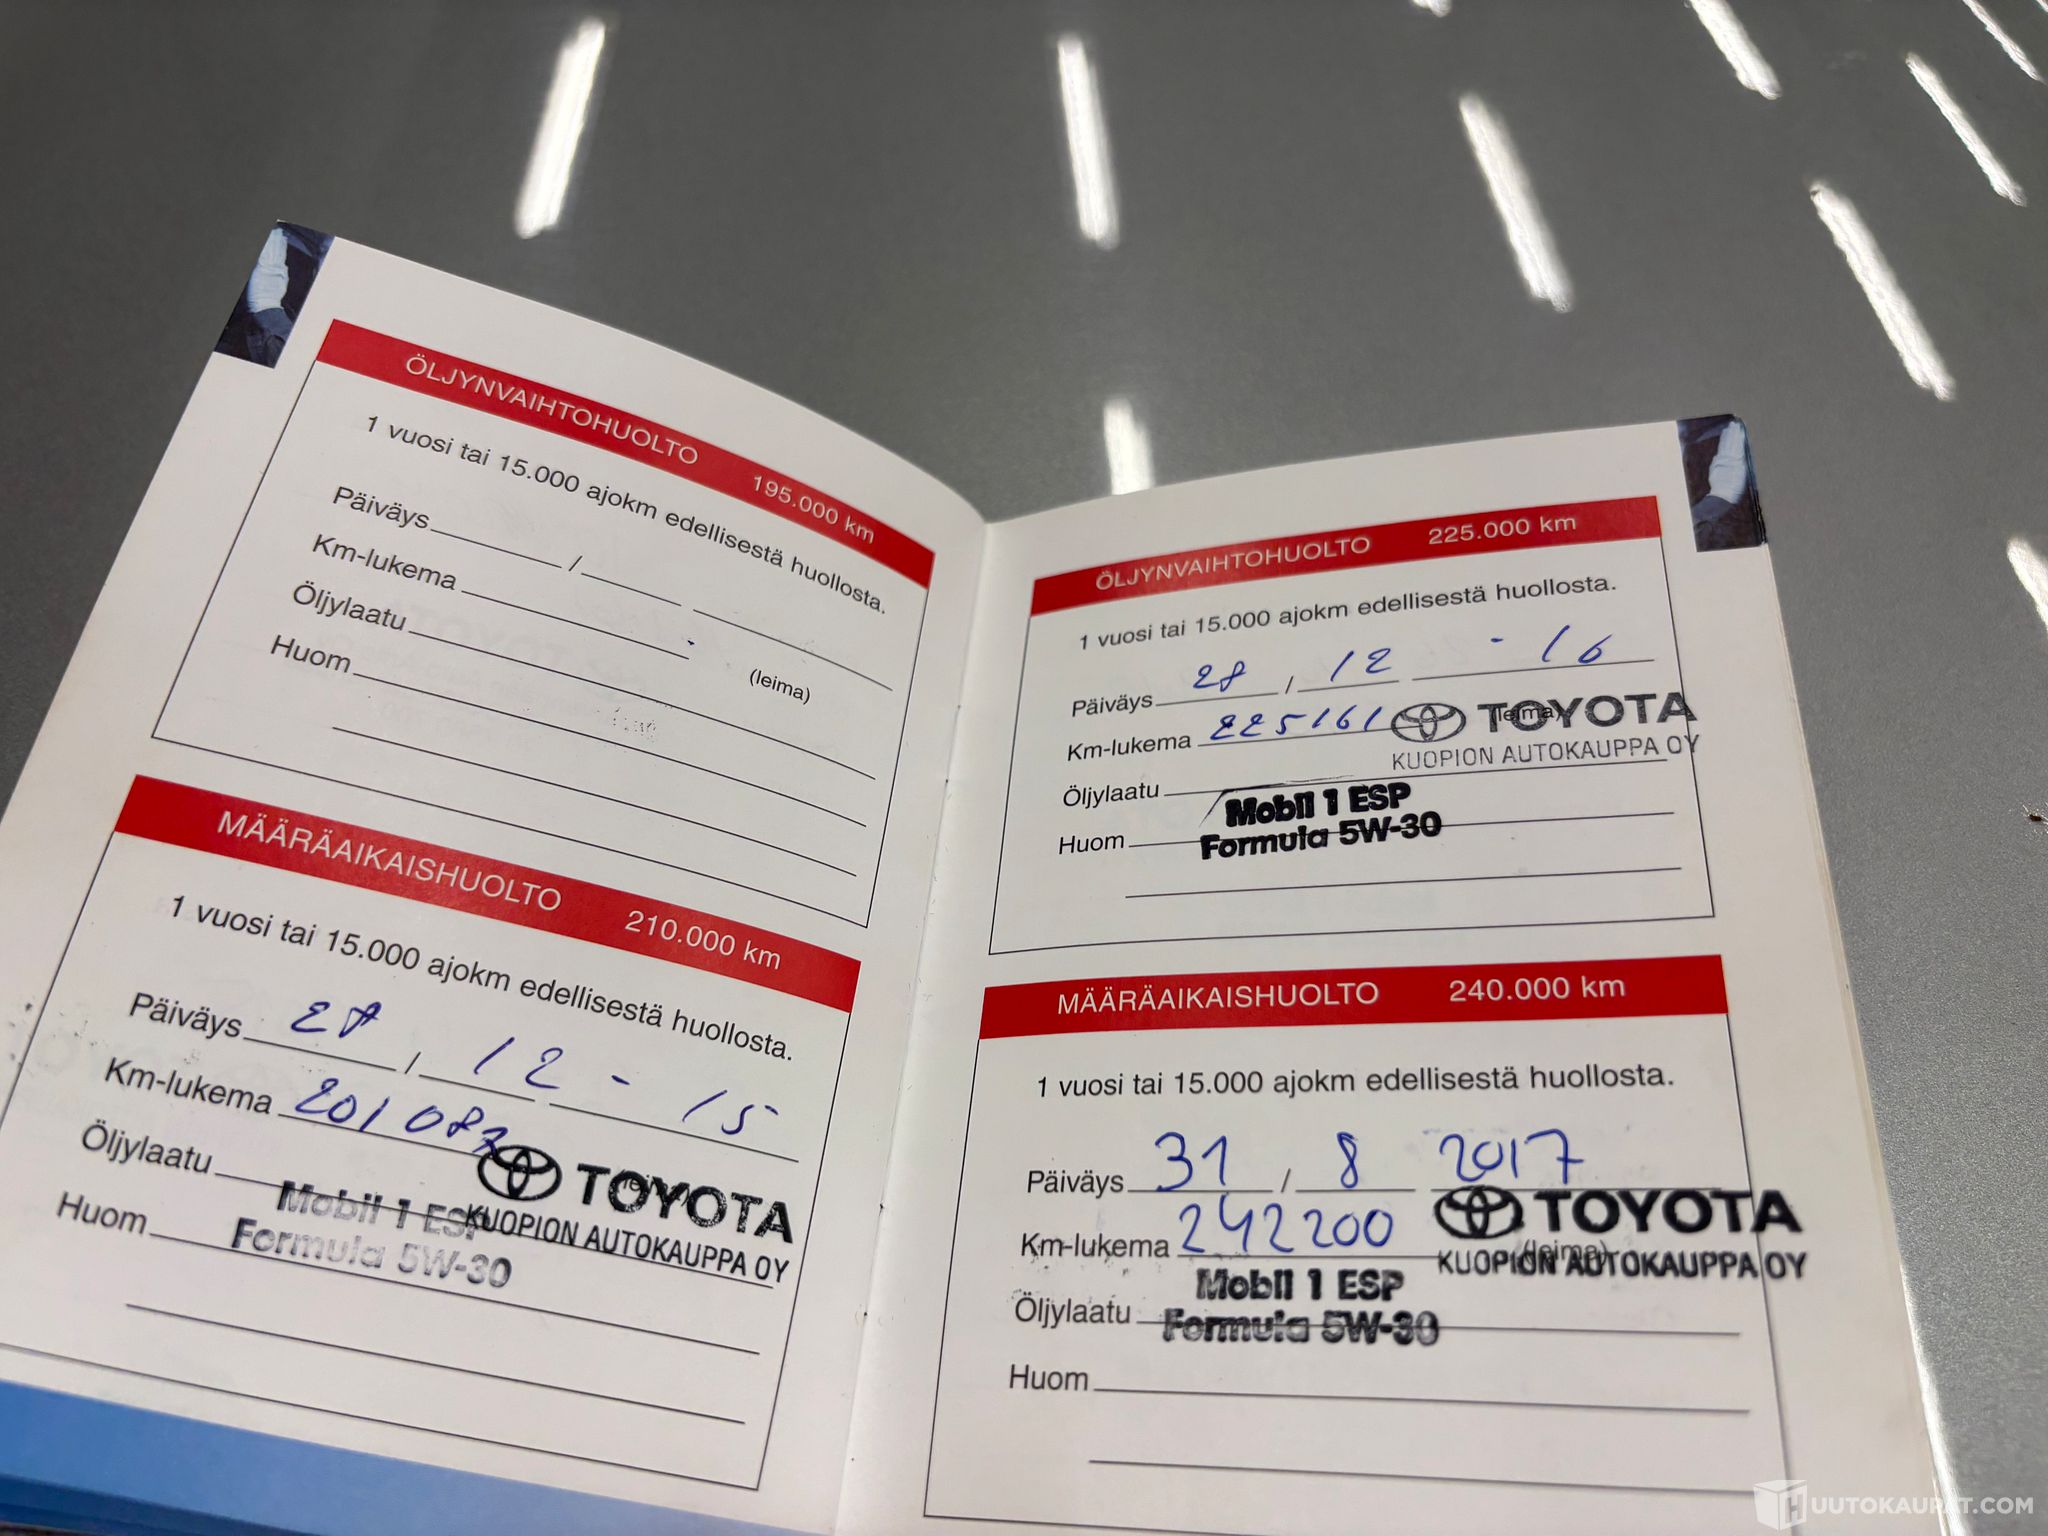 ÖLJYNVAIHTOHUOLTO 195.000 km
1 vuosi tai 15.000 ajokm edellisestä huollosta.
Päiväys /
Km-lukema
Öljylaatu (leima)
Huom
MÄÄRÄAIKAISHUOLTO 210.000 km
1 vuosi tai 15.000 ajokm edellisestä huollosta.
Päiväys 28 / 12 - 15
Km-lukema
TOYOTA
KUOPION AUTOKAUPPA OY
Öljylaatu Mobil 1 ESP
Formula 5W-30
Huom
ÖLJYNVAIHTOHUOLTO 225.000 km
1 vuosi tai 15.000 ajokm edellisestä huollosta.
Päiväys 28 / 12 - 16
Km-lukema 225161 (leima)
TOYOTA
KUOPION AUTOKAUPPA OY
Öljylaatu Mobil 1 ESP
Formula 5W-30
Huom
MÄÄRÄAIKAISHUOLTO 240.000 km
1 vuosi tai 15.000 ajokm edellisestä huollosta.
Päiväys 31 / 8 2017
Km-lukema 242200 (leima)
TOYOTA
KUOPION AUTOKAUPPA OY
Öljylaatu Mobil 1 ESP
Formula 5W-30
Huom
HUUTOKAUPAT.COM